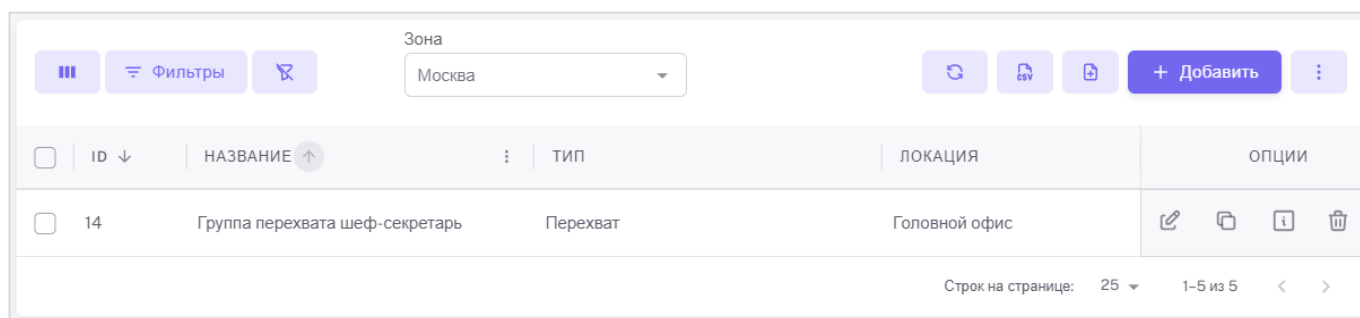 Зона
Фильтры
Москва
CSV
+ Добавить
ID
НАЗВАНИЕ
ТИП
ЛОКАЦИЯ
ОПЦИИ
14
Группа перехвата шеф-секретарь
Перехват
Головной офис
Строк на странице: 25
1–5 из 5